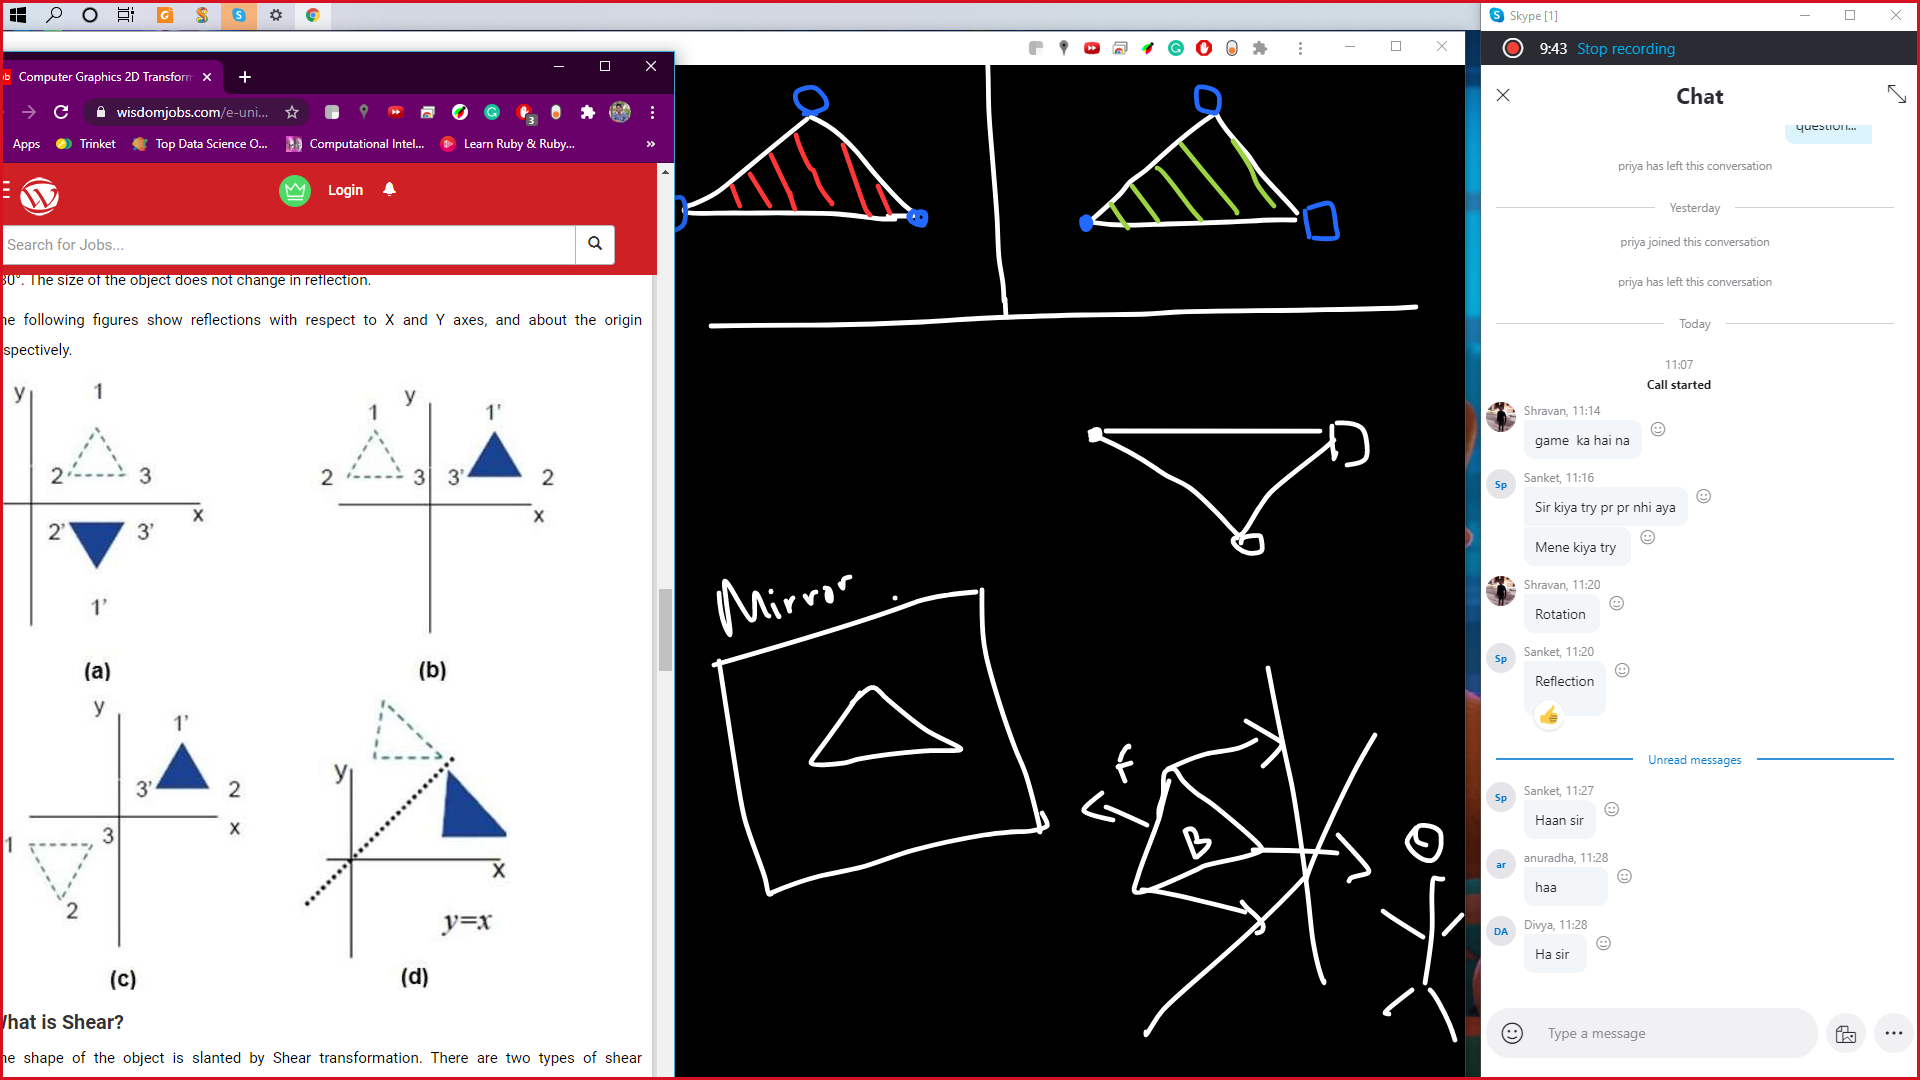 Skype [1]
9:43 Stop recording
Computer Graphics 2D Transform
wisdomjobs.com/e-uni...
3
Apps Trinket Top Data Science O... Computational Intel... Learn Ruby & Ruby... »
Login
Search for Jobs...
30°. The size of the object does not change in reflection.
he following figures show reflections with respect to X and Y axes, and about the origin
spectively.
y 1
2 3
x
2' 3'
1'
(a)
y
1 1'
2 3 3' 2
x
(b)
y
1'
3' 2
x
1 3
2
(c)
y
x
y=x
(d)
What is Shear?
he shape of the object is slanted by Shear transformation. There are two types of shear
Mirror
f
B
Chat
question...
priya has left this conversation
Yesterday
priya joined this conversation
priya has left this conversation
Today
11:07
Call started
Shravan, 11:14
game ka hai na
Sp
Sanket, 11:16
Sir kiya try pr pr nhi aya
Mene kiya try
Shravan, 11:20
Rotation
Sp
Sanket, 11:20
Reflection
Unread messages
Sp
Sanket, 11:27
Haan sir
ar
anuradha, 11:28
haa
DA
Divya, 11:28
Ha sir
Type a message